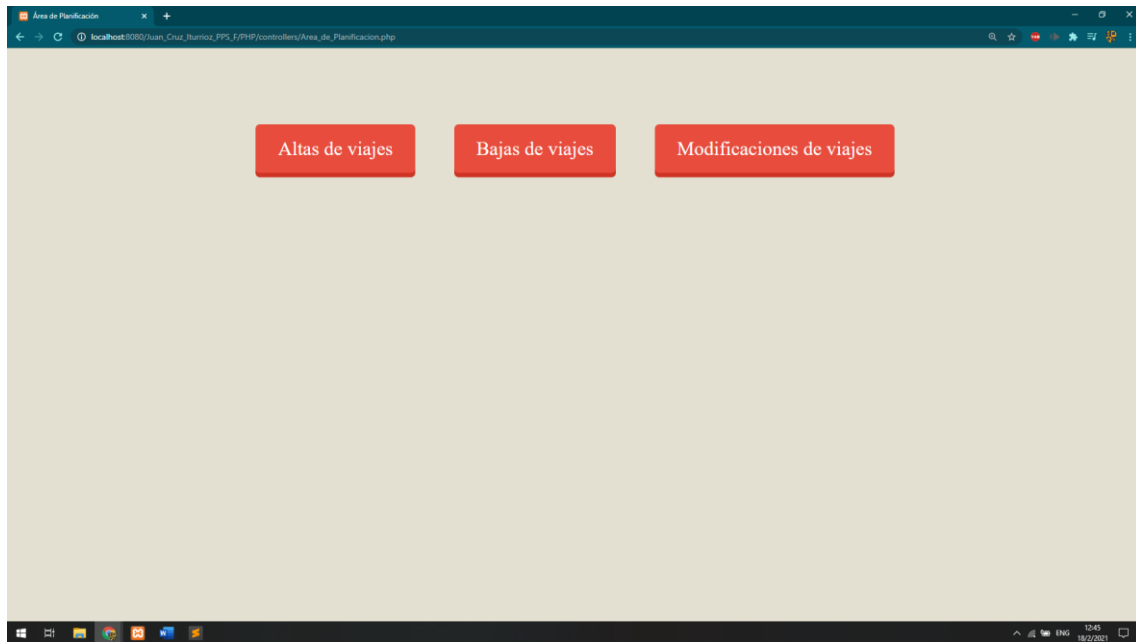 Área de Planificación
localhost:8080/Juan_Cruz_Iturrioz_PPS_F/PHP/controllers/Area_de_Planificacion.php
Altas de viajes
Bajas de viajes
Modificaciones de viajes
ENG
12:45
18/2/2021